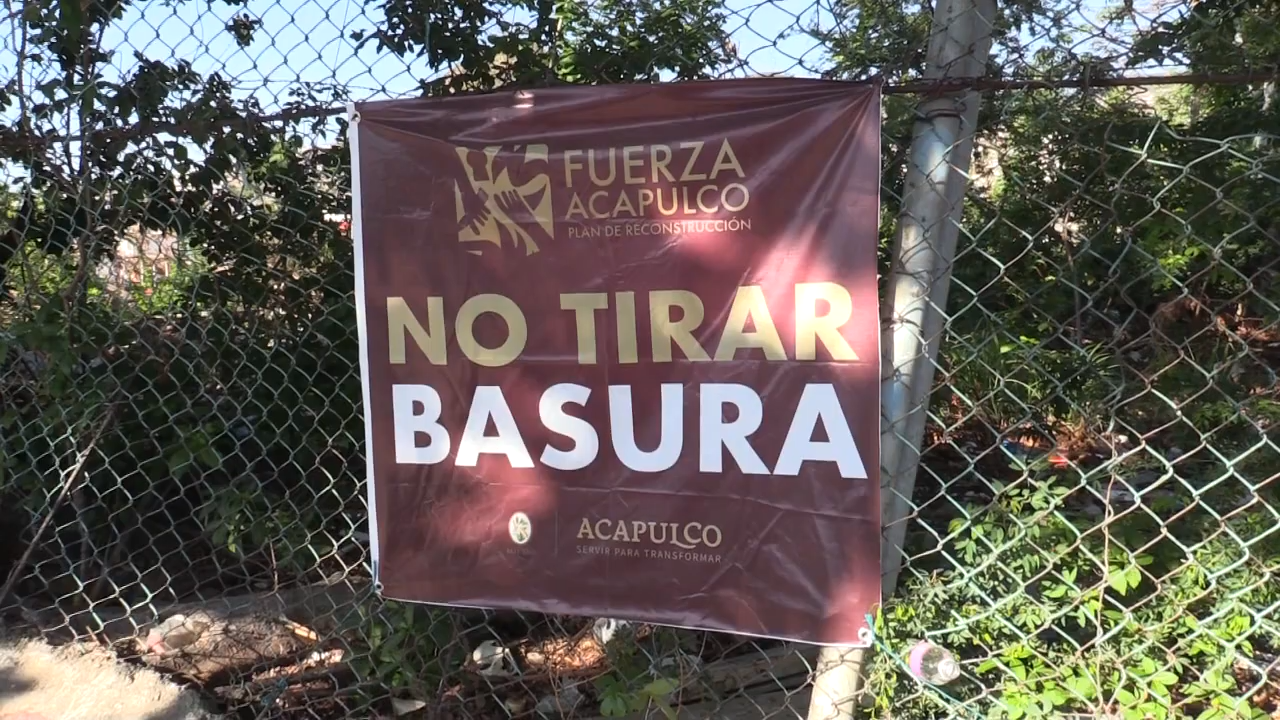 FUERZA
ACAPULCO
PLAN DE RECONSTRUCCIÓN
NO TIRAR
BASURA
ACAPULCO
SERVIR PARA TRANSFORMAR